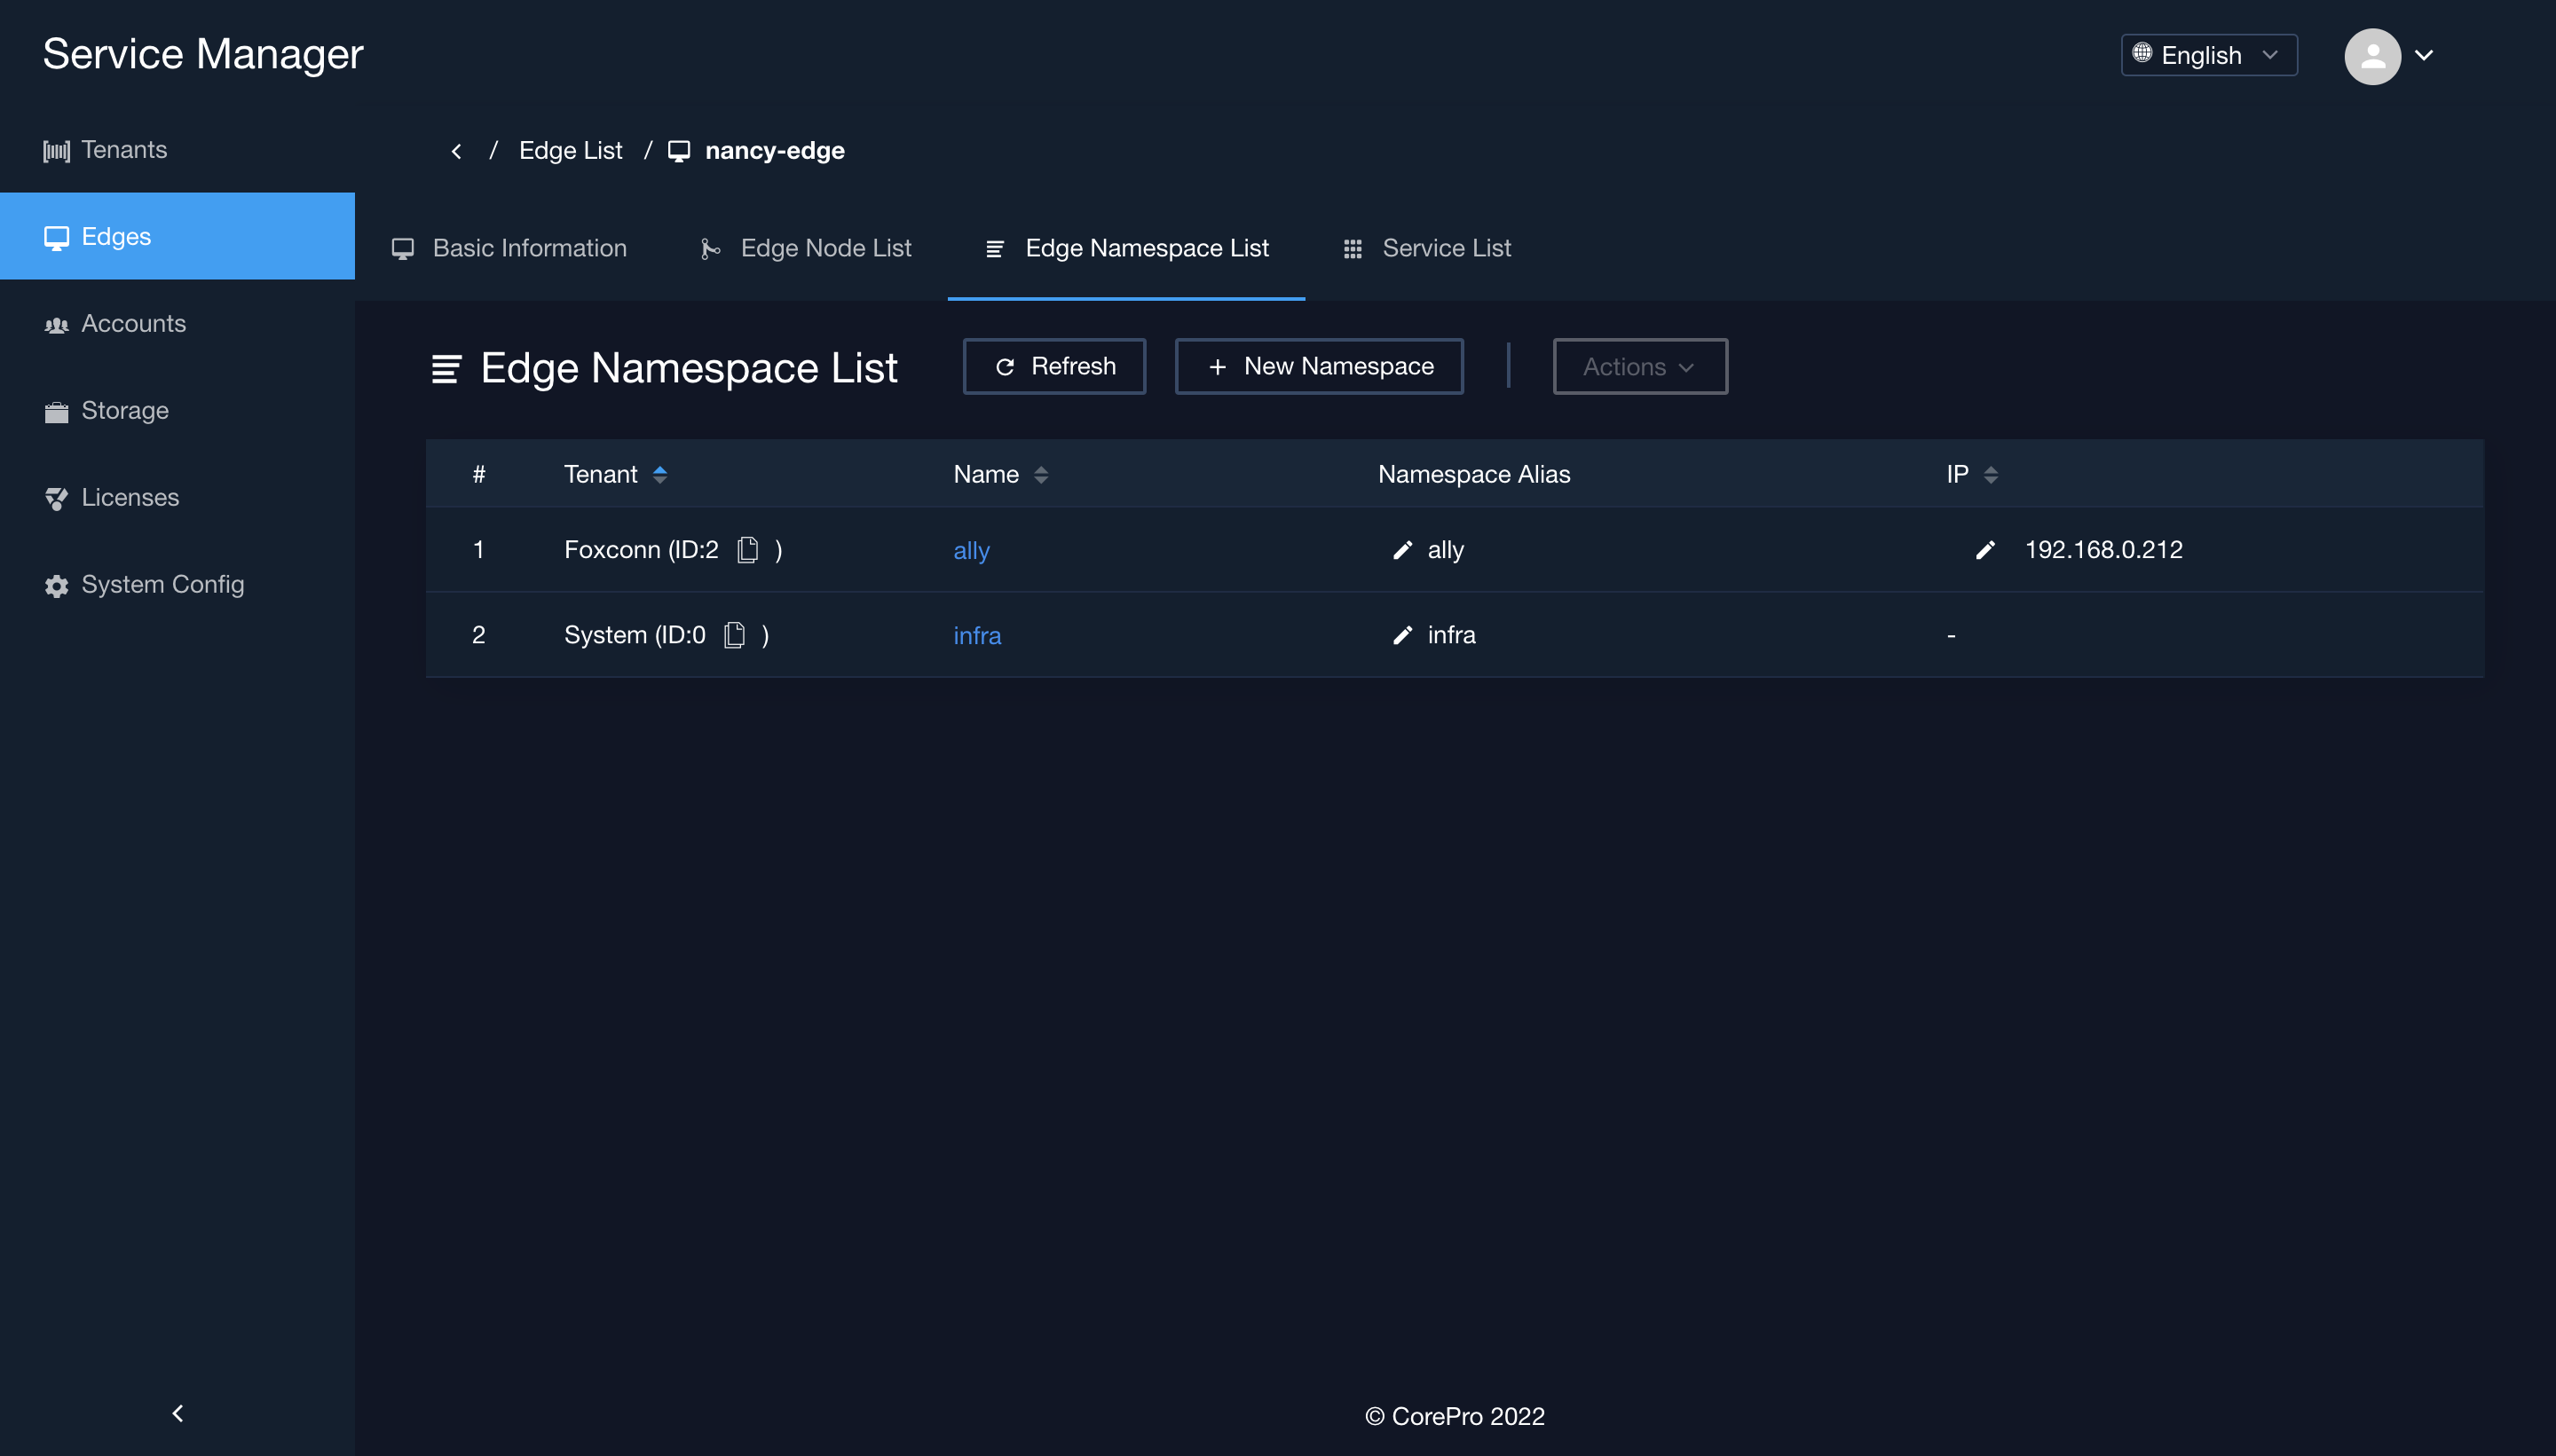 Service Manager
English
Tenants
Edges
Accounts
Storage
Licenses
System Config
/ Edge List / nancy-edge
Basic Information Edge Node List Edge Namespace List Service List
Edge Namespace List Refresh + New Namespace Actions
# Tenant Name Namespace Alias IP
1 Foxconn (ID:2 ) ally ally 192.168.0.212
2 System (ID:0 ) infra infra -
© CorePro 2022